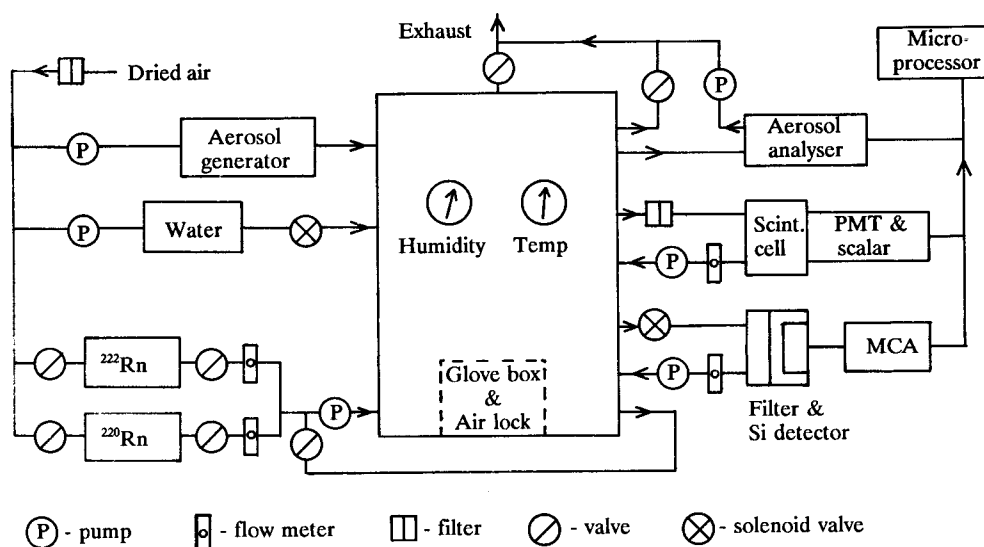 Exhaust
Micro-
processor
Dried air
P
P
Aerosol
generator
Aerosol
analyser
P
Water
Humidity
Temp
Scint.
cell
PMT &
scalar
P
²²²Rn
P
MCA
Glove box
&
Air lock
Filter &
Si detector
²²⁰Rn
P
P - pump
- flow meter
- filter
- valve
- solenoid valve